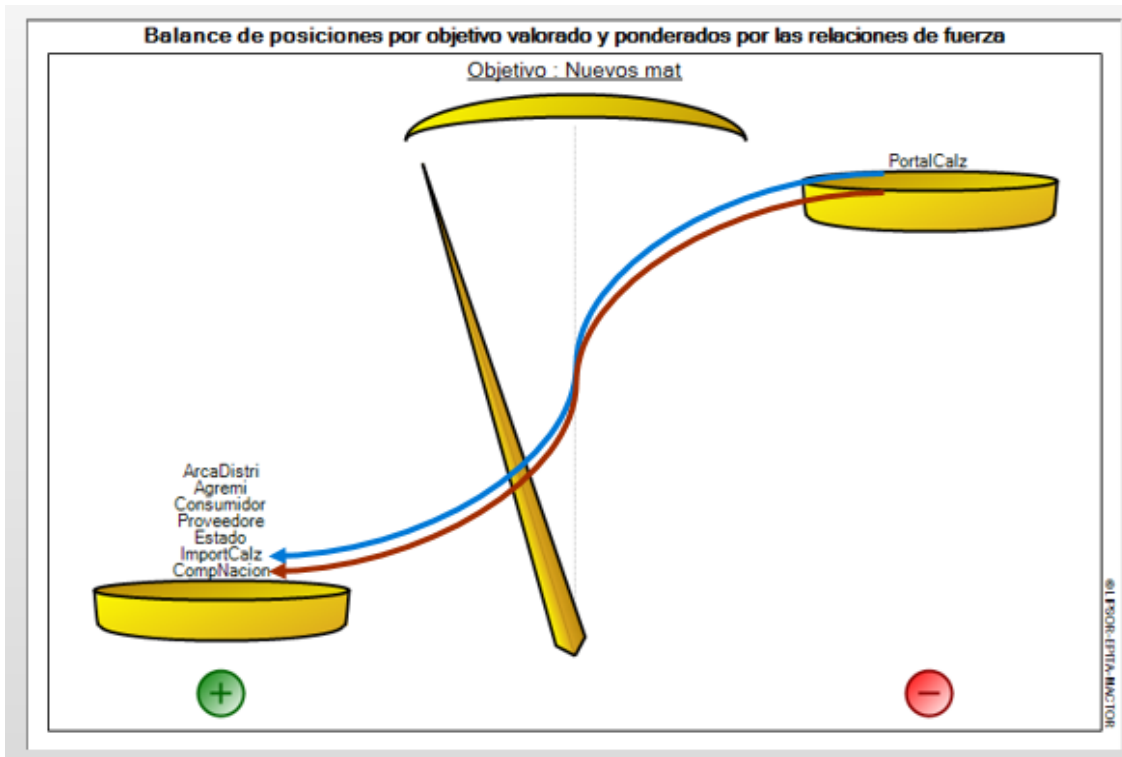 Balance de posiciones por objetivo valorado y ponderados por las relaciones de fuerza
Objetivo : Nuevos mat
PortalCalz
ArcaDistri
Agremi
Consumidor
Proveedore
Estado
ImportCalz
CompNacion
© LIPSOR-EPITA-MACTOR